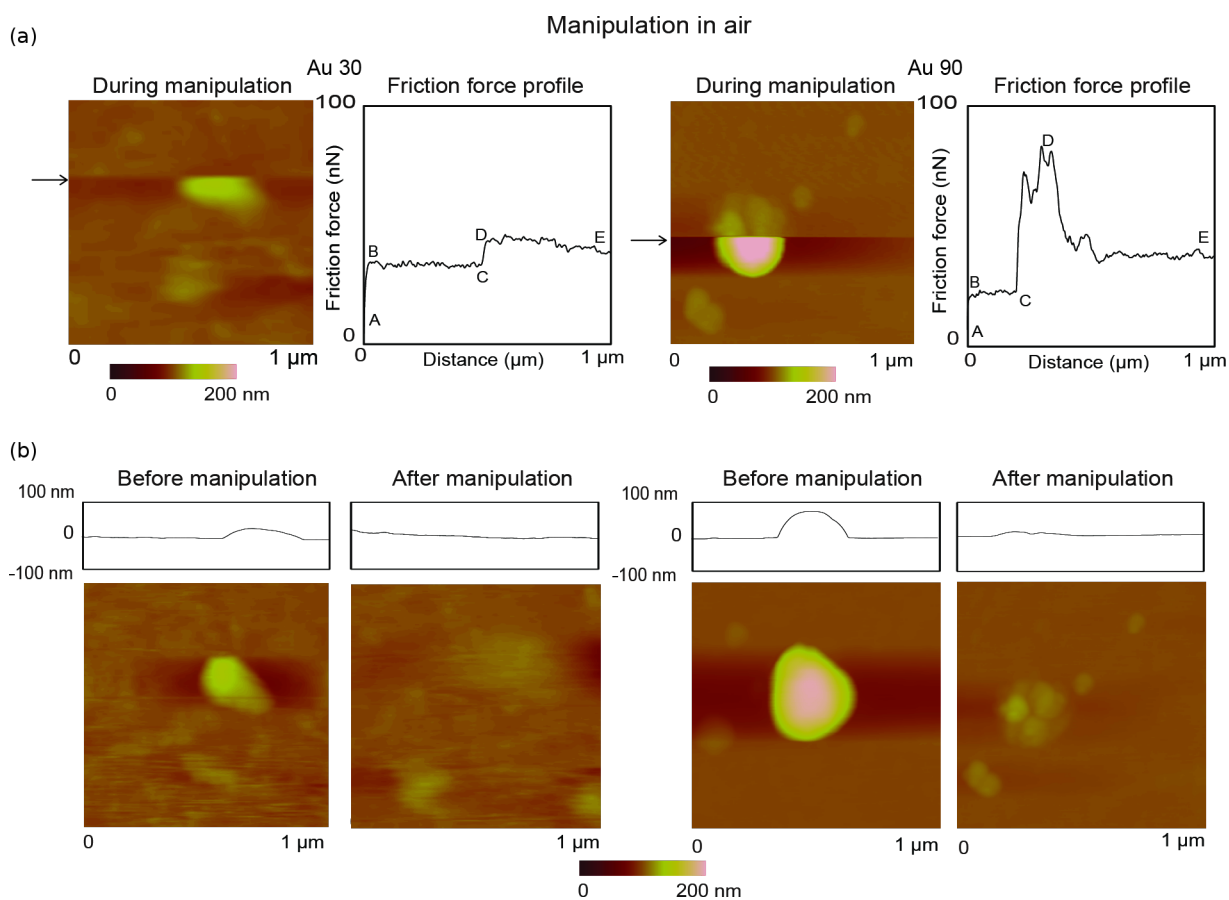 Manipulation in air
(a)
Au 30
Au 90
During manipulation
Friction force profile
During manipulation
Friction force profile
100
Friction force (nN)
0
A
B
C
D
E
0
Distance (µm)
1 µm
100
Friction force (nN)
0
A
B
C
D
E
0
Distance (µm)
1 µm
0
1 µm
0
200 nm
0
1 µm
0
200 nm
(b)
Before manipulation
After manipulation
Before manipulation
After manipulation
100 nm
0
-100 nm
100 nm
0
-100 nm
0
1 µm
1 µm
0
1 µm
0
1 µm
0
200 nm